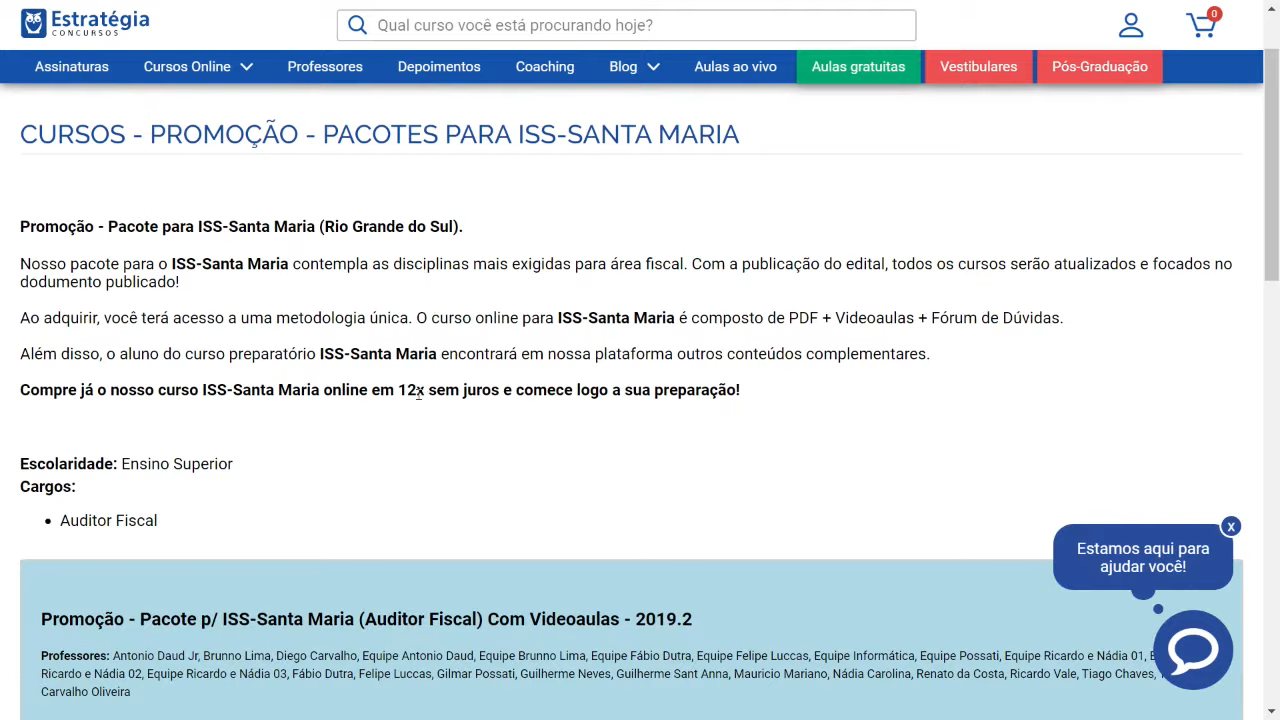 Estratégia
CONCURSOS
Qual curso você está procurando hoje?
0
Assinaturas
Cursos Online
Professores
Depoimentos
Coaching
Blog
Aulas ao vivo
Aulas gratuitas
Vestibulares
Pós-Graduação
CURSOS - PROMOÇÃO - PACOTES PARA ISS-SANTA MARIA
Promoção - Pacote para ISS-Santa Maria (Rio Grande do Sul).
Nosso pacote para o ISS-Santa Maria contempla as disciplinas mais exigidas para área fiscal. Com a publicação do edital, todos os cursos serão atualizados e focados no
dodumento publicado!
Ao adquirir, você terá acesso a uma metodologia única. O curso online para ISS-Santa Maria é composto de PDF + Videoaulas + Fórum de Dúvidas.
Além disso, o aluno do curso preparatório ISS-Santa Maria encontrará em nossa plataforma outros conteúdos complementares.
Compre já o nosso curso ISS-Santa Maria online em 12x sem juros e comece logo a sua preparação!
Escolaridade: Ensino Superior
Cargos:
Auditor Fiscal
X
Estamos aqui para
ajudar você!
Promoção - Pacote p/ ISS-Santa Maria (Auditor Fiscal) Com Videoaulas - 2019.2
Professores: Antonio Daud Jr, Brunno Lima, Diego Carvalho, Equipe Antonio Daud, Equipe Brunno Lima, Equipe Fábio Dutra, Equipe Felipe Luccas, Equipe Informática, Equipe Possati, Equipe Ricardo e Nádia 01,
Ricardo e Nádia 02, Equipe Ricardo e Nádia 03, Fábio Dutra, Felipe Luccas, Gilmar Possati, Guilherme Neves, Guilherme Sant Anna, Mauricio Mariano, Nádia Carolina, Renato da Costa, Ricardo Vale, Tiago Chaves,
Carvalho Oliveira